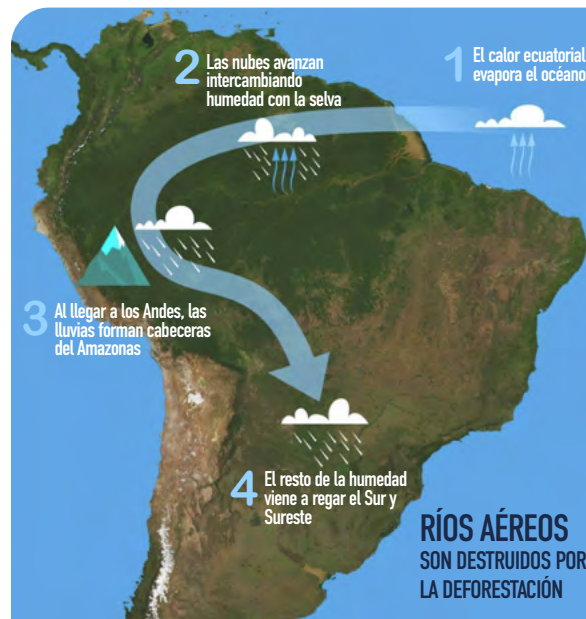 1 El calor ecuatorial
evapora el océano
2 Las nubes avanzan
intercambiando
humedad con la selva
3 Al llegar a los Andes, las
lluvias forman cabeceras
del Amazonas
4 El resto de la humedad
viene a regar el Sur y
Sureste
RÍOS AÉREOS
SON DESTRUIDOS POR
LA DEFORESTACIÓN